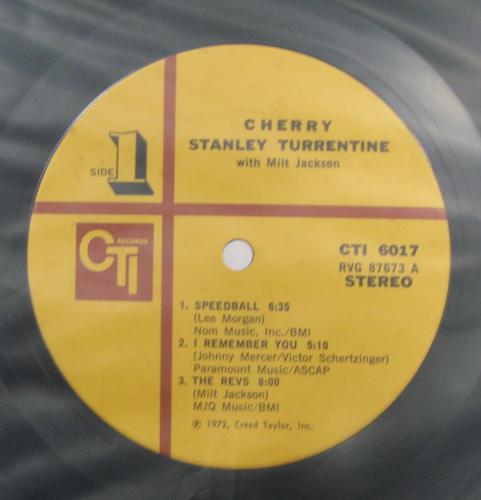 CHERRY
STANLEY TURRENTINE
with Milt Jackson
SIDE 1
CTI RECORDS
CTI 6017
RVG 87673 A
STEREO
1. SPEEDBALL 6:35
(Lee Morgan)
Nom Music, Inc./BMI
2. I REMEMBER YOU 5:10
(Johnny Mercer/Victor Schertzinger)
Paramount Music/ASCAP
3. THE REVS 8:00
(Milt Jackson)
MJQ Music/BMI
℗ 1972, Creed Taylor, Inc.